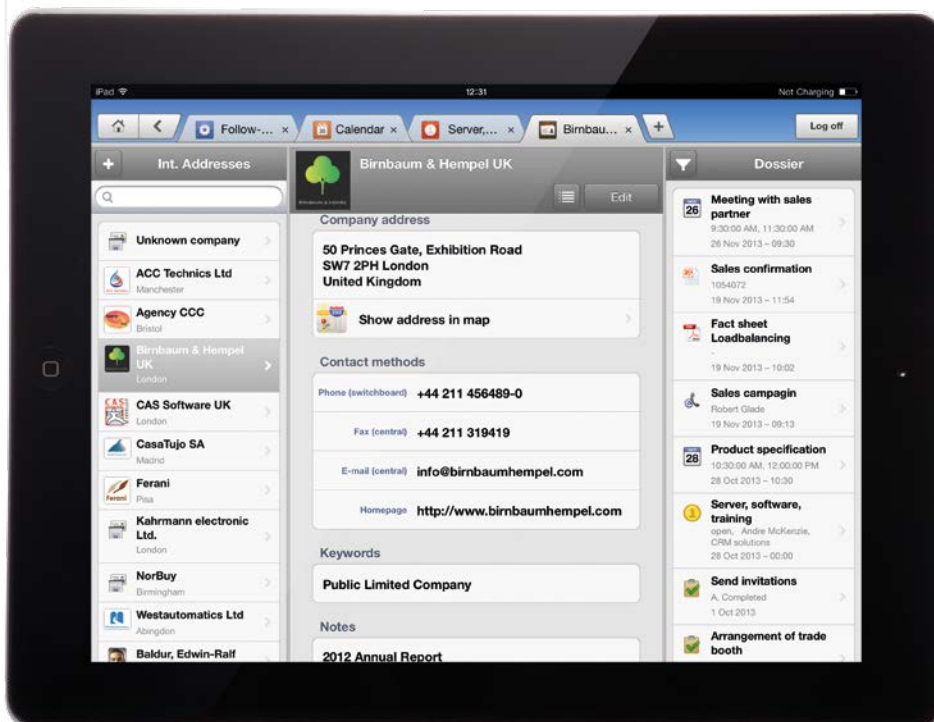 iPad
12:31
Not Charging
Follow-... ×
Calendar ×
Server,... ×
Birnbau... ×
+
Log off
+
Int. Addresses
Unknown company
ACC Technics Ltd
Manchester
Agency CCC
Bristol
Birnbaum & Hempel
UK
London
CAS
CAS Software UK
London
CasaTujo SA
Madrid
Ferani
Ferani
Pisa
Kahrmann electronic
Ltd.
London
NorBuy
Birmingham
Westautomatics Ltd
Abingdon
Baldur, Edwin-Ralf
Birnbaum & Hempel UK
Edit
Company address
50 Princes Gate, Exhibition Road
SW7 2PH London
United Kingdom
Show address in map
Contact methods
Phone (switchboard) +44 211 456489-0
Fax (central) +44 211 319419
E-mail (central) info@birnbaumhempel.com
Homepage http://www.birnbaumhempel.com
Keywords
Public Limited Company
Notes
2012 Annual Report
Dossier
26
Meeting with sales
partner
9:30:00 AM, 11:30:00 AM
26 Nov 2013 – 09:30
Sales confirmation
1054072
19 Nov 2013 – 11:54
Fact sheet
Loadbalancing
-
19 Nov 2013 – 10:02
Sales campagin
Robert Glade
19 Nov 2013 – 09:13
28
Product specification
10:30:00 AM, 12:00:00 PM
28 Oct 2013 – 10:30
1
Server, software,
training
open, Andre McKenzie,
CRM solutions
28 Oct 2013 – 00:00
Send invitations
A, Completed
1 Oct 2013
Arrangement of trade
booth